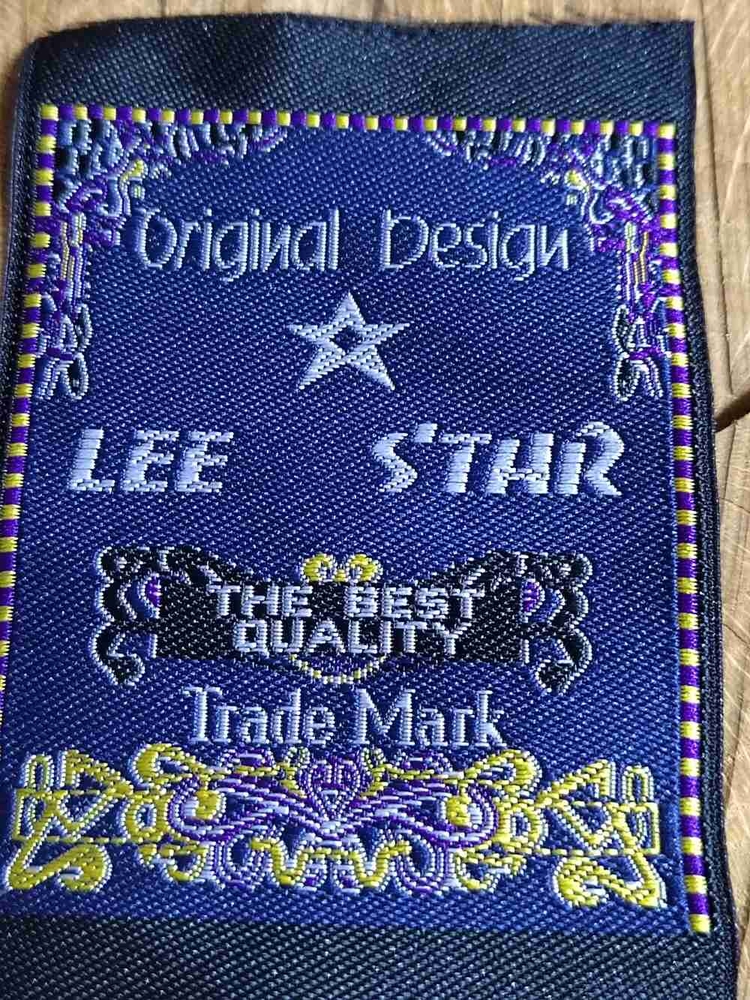 Original Design
LEE STAR
THE BEST
QUALITY
Trade Mark